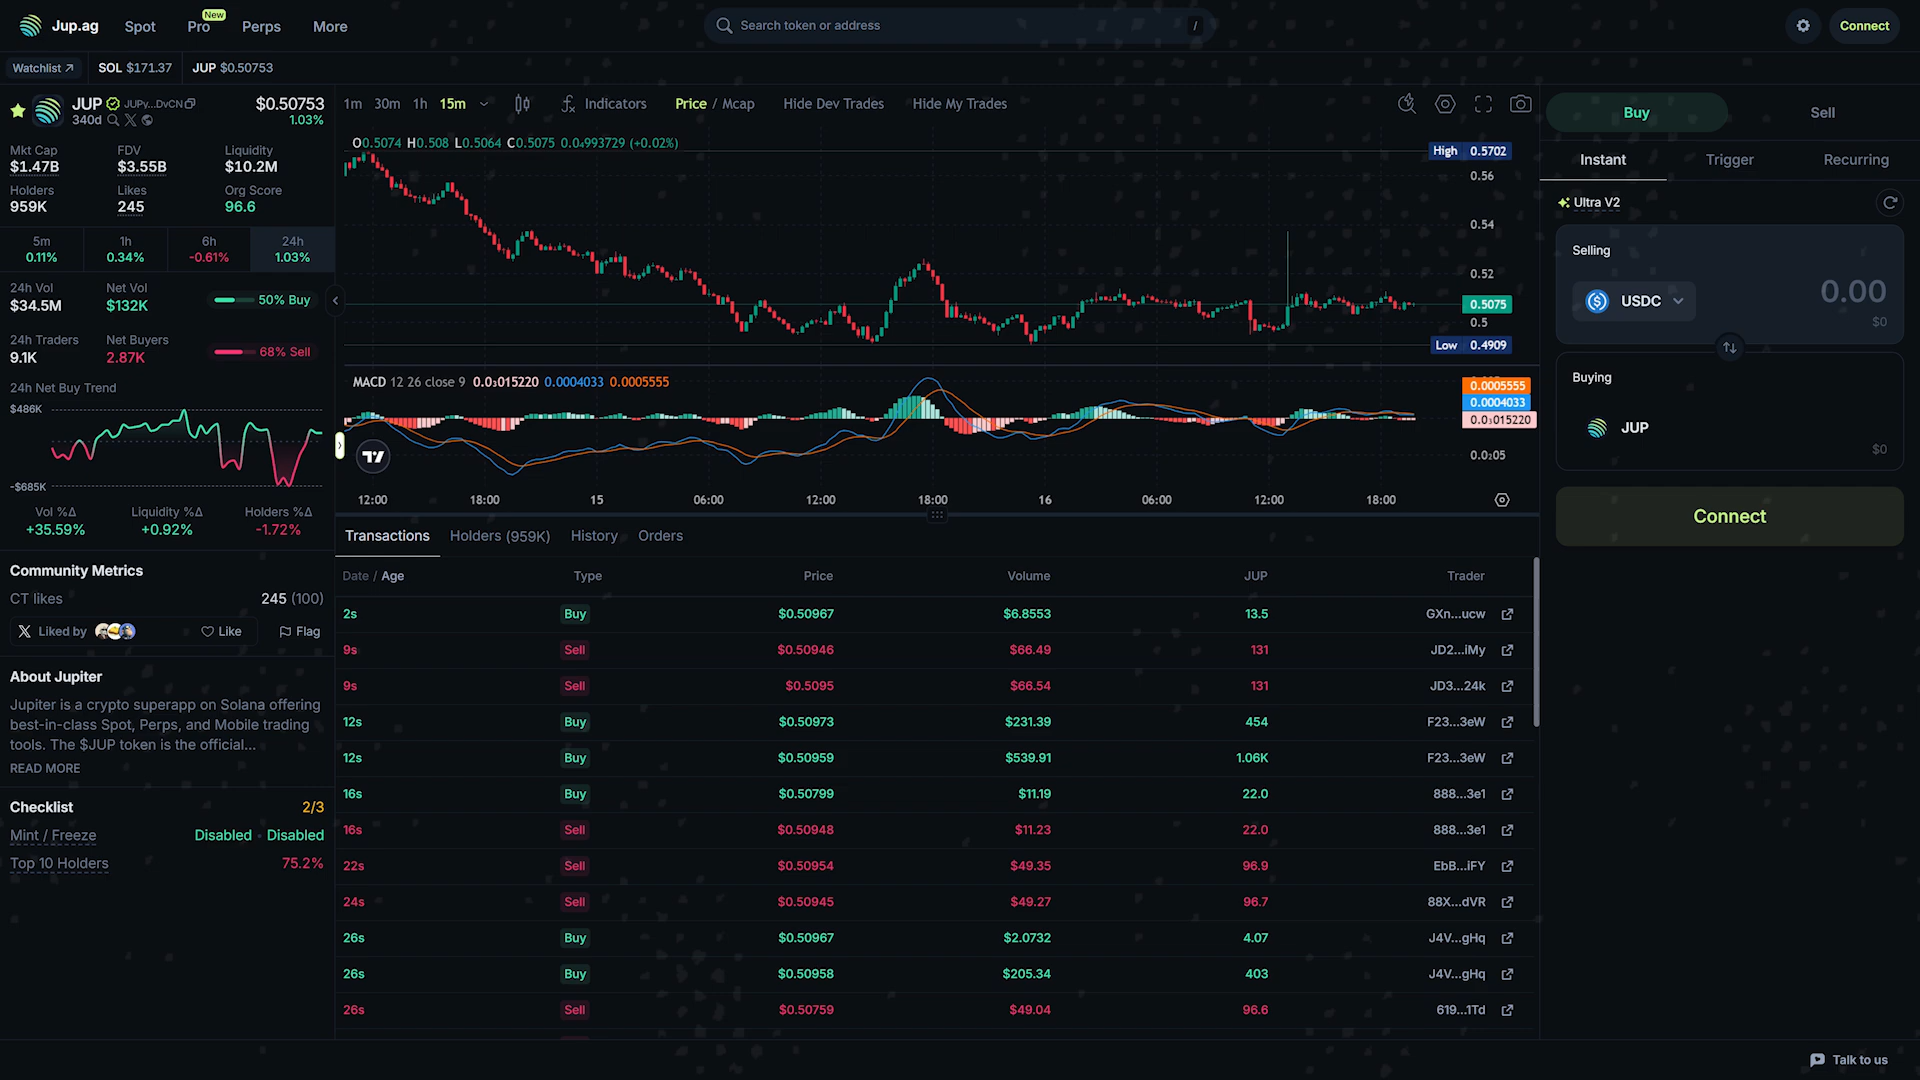 Jup.ag Spot Pro New Perps More Search token or address / Connect
Watchlist SOL $171.37 JUP $0.50753
JUP JUPy...DvCN $0.50753
340d 1.03%
Mkt Cap FDV Liquidity
$1.47B $3.55B $10.2M
Holders Likes Org Score
959K 245 96.6
5m 1h 6h 24h
0.11% 0.34% -0.61% 1.03%
24h Vol Net Vol
$34.5M $132K 50% Buy
24h Traders Net Buyers
9.1K 2.87K 68% Sell
24h Net Buy Trend
$486K
-$685K
Vol %Δ Liquidity %Δ Holders %Δ
+35.59% +0.92% -1.72%
Community Metrics
CT likes 245 (100)
Liked by Like Flag
About Jupiter
Jupiter is a crypto superapp on Solana offering
best-in-class Spot, Perps, and Mobile trading
tools. The $JUP token is the official...
READ MORE
Checklist 2/3
Mint / Freeze Disabled · Disabled
Top 10 Holders 75.2%
1m 30m 1h 15m Indicators Price / Mcap Hide Dev Trades Hide My Trades
O0.5074 H0.508 L0.5064 C0.5075 0.0₄993729 (+0.02%)
High 0.5702
0.56
0.54
0.52
0.5075
0.5
Low 0.4909
MACD 12 26 close 9 0.0₃015220 0.0004033 0.0005555
0.0005555
0.0004033
0.0₃015220
0.0₂05
12:00 18:00 15 06:00 12:00 18:00 16 06:00 12:00 18:00
Transactions Holders (959K) History Orders
Date / Age Type Price Volume JUP Trader
2s Buy $0.50967 $6.8553 13.5 GXn...ucw
9s Sell $0.50946 $66.49 131 JD2...iMy
9s Sell $0.5095 $66.54 131 JD3...24k
12s Buy $0.50973 $231.39 454 F23...3eW
12s Buy $0.50959 $539.91 1.06K F23...3eW
16s Buy $0.50799 $11.19 22.0 888...3e1
16s Sell $0.50948 $11.23 22.0 888...3e1
22s Sell $0.50954 $49.35 96.9 EbB...iFY
24s Sell $0.50945 $49.27 96.7 88X...dVR
26s Buy $0.50967 $2.0732 4.07 J4V...gHq
26s Buy $0.50958 $205.34 403 J4V...gHq
26s Sell $0.50759 $49.04 96.6 619...1Td
Buy Sell
Instant Trigger Recurring
Ultra V2
Selling
USDC 0.00
$0
Buying
JUP
$0
Connect
Talk to us